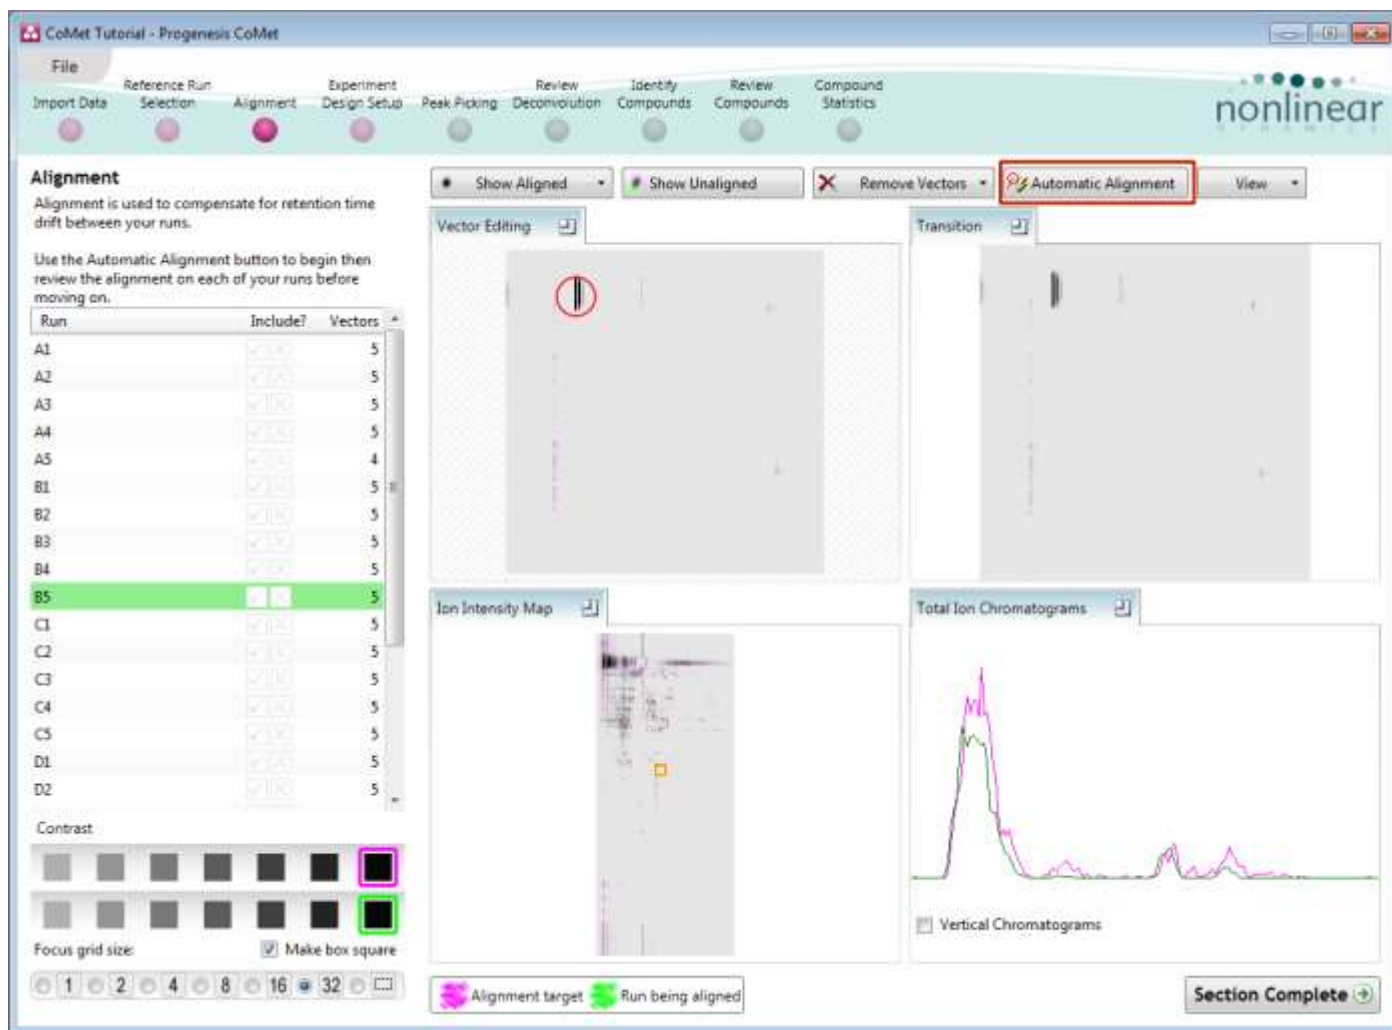 CoMet Tutorial - Progenesis CoMet
File
Import Data
Reference Run
Selection
Alignment
Experiment
Design Setup
Peak Picking
Review
Deconvolution
Identify
Compounds
Review
Compounds
Compound
Statistics
nonlinear
DYNAMICS
Alignment
Alignment is used to compensate for retention time
drift between your runs.
Use the Automatic Alignment button to begin then
review the alignment on each of your runs before
moving on.
Run Include? Vectors
A1 5
A2 5
A3 5
A4 5
A5 4
B1 5
B2 5
B3 5
B4 5
B5 5
C1 5
C2 5
C3 5
C4 5
C5 5
D1 5
D2 5
Contrast
Focus grid size: Make box square
1 2 4 8 16 32
Show Aligned Show Unaligned Remove Vectors Automatic Alignment View
Vector Editing
Transition
Ion Intensity Map
Total Ion Chromatograms
Vertical Chromatograms
Alignment target Run being aligned
Section Complete